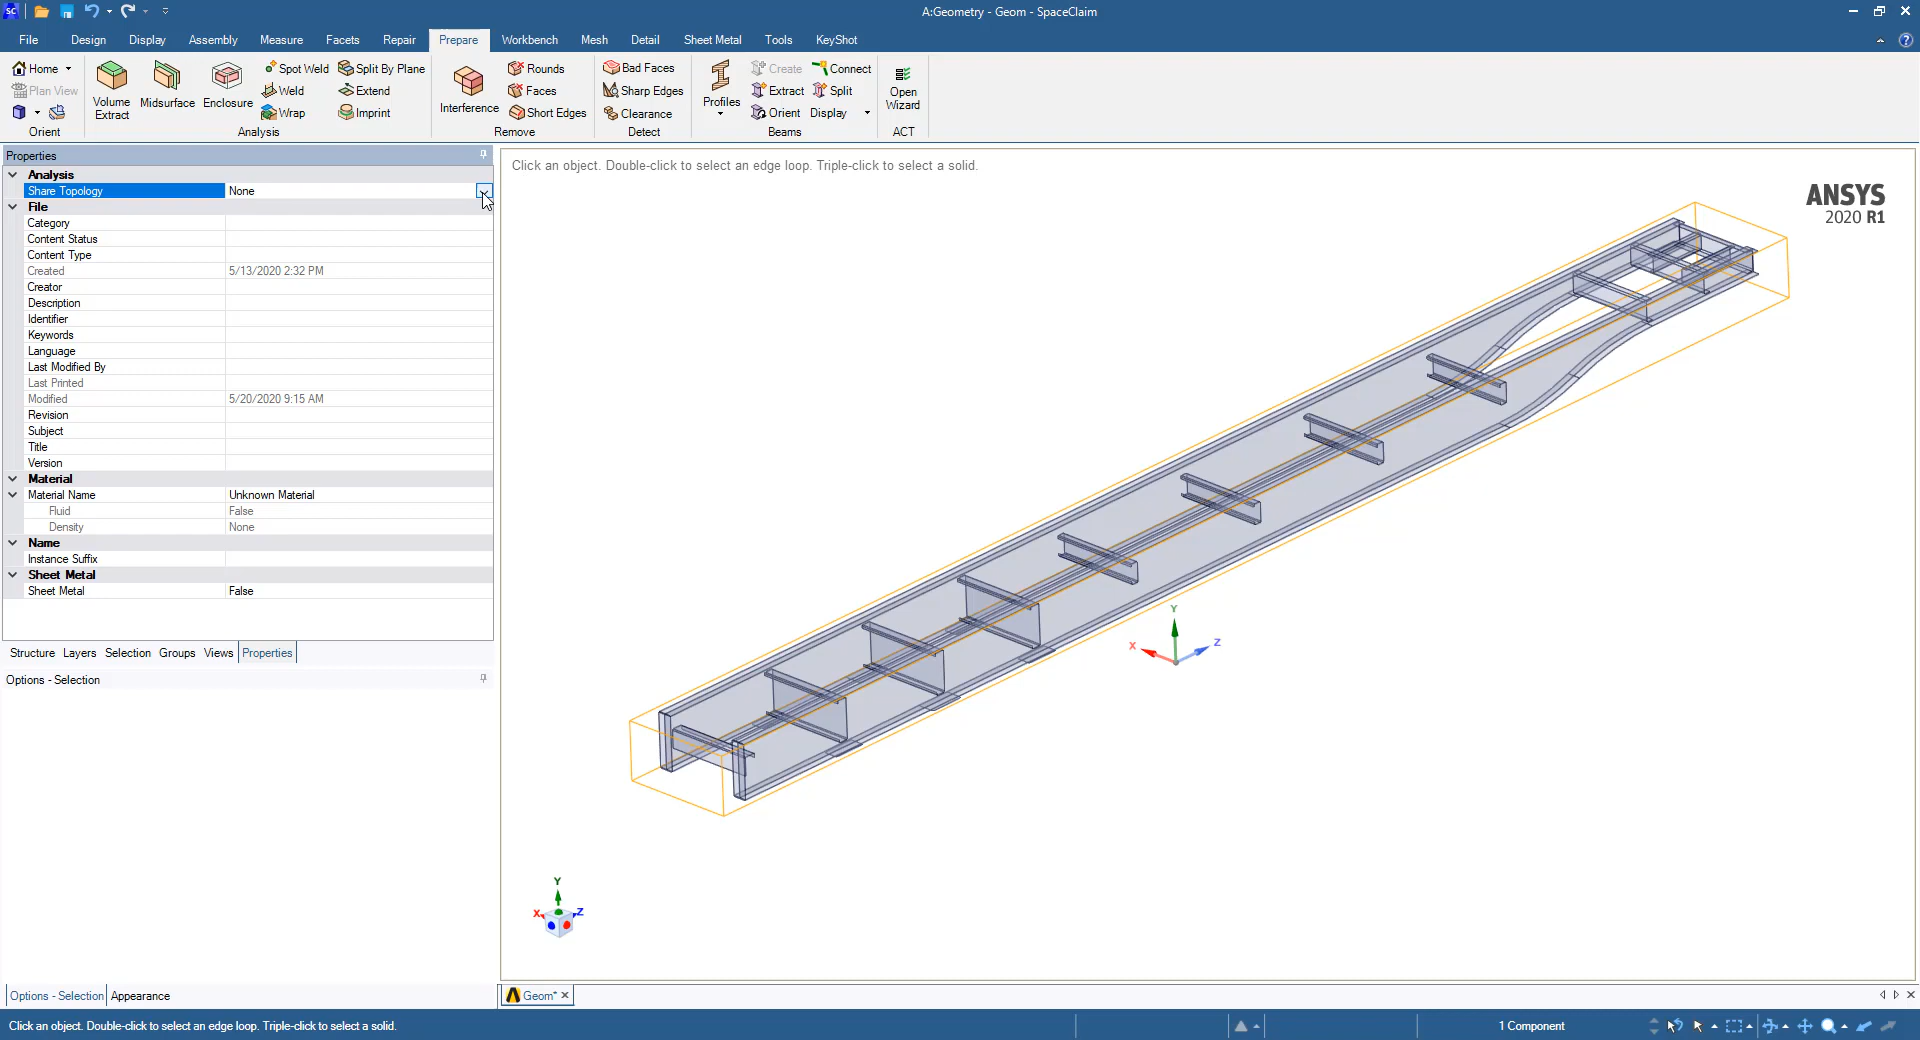 SC
A:Geometry - Geom - SpaceClaim
File Design Display Assembly Measure Facets Repair Prepare Workbench Mesh Detail Sheet Metal Tools KeyShot
Home
Plan View
Orient
Volume Extract
Midsurface
Enclosure
Spot Weld
Weld
Wrap
Split By Plane
Extend
Imprint
Analysis
Interference
Rounds
Faces
Short Edges
Remove
Bad Faces
Sharp Edges
Clearance
Detect
Profiles
Create
Extract
Orient
Connect
Split
Display
Beams
Open Wizard
ACT
Properties
Analysis
Share Topology None
File
Category
Content Status
Content Type
Created 5/13/2020 2:32 PM
Creator
Description
Identifier
Keywords
Language
Last Modified By
Last Printed
Modified 5/20/2020 9:15 AM
Revision
Subject
Title
Version
Material
Material Name Unknown Material
Fluid False
Density None
Name
Instance Suffix
Sheet Metal
Sheet Metal False
Structure Layers Selection Groups Views Properties
Options - Selection
Options - Selection Appearance
Click an object. Double-click to select an edge loop. Triple-click to select a solid.
ANSYS
2020 R1
Y
X
Z
Y
X
Z
Geom*
Click an object. Double-click to select an edge loop. Triple-click to select a solid.
1 Component